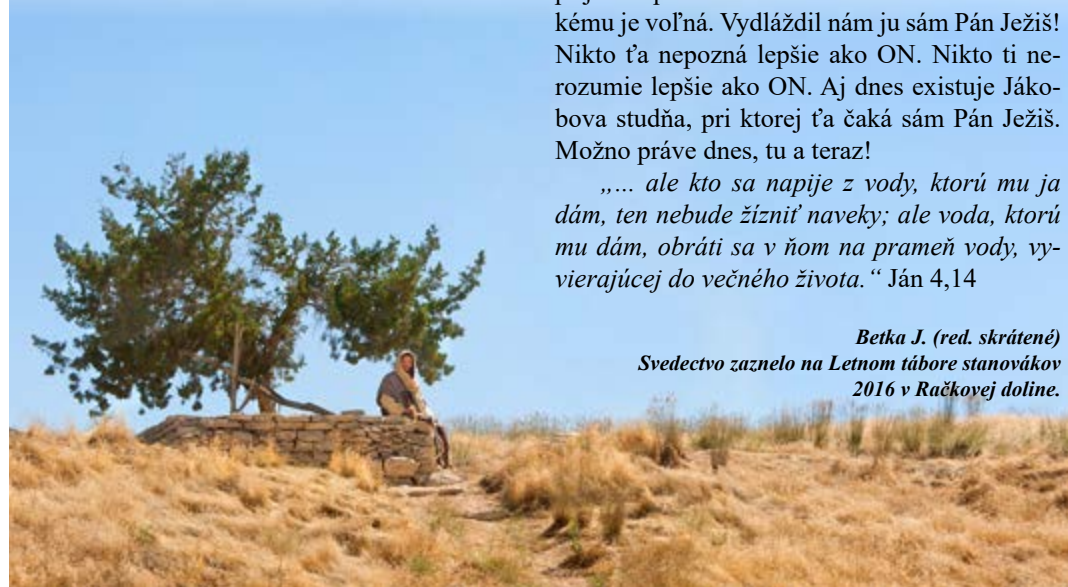 kému je voľná. Vydláždil nám ju sám Pán Ježiš!
Nikto ťa nepozná lepšie ako ON. Nikto ti ne-
rozumie lepšie ako ON. Aj dnes existuje Jáko-
bova studňa, pri ktorej ťa čaká sám Pán Ježiš.
Možno práve dnes, tu a teraz!
„... ale kto sa napije z vody, ktorú mu ja
dám, ten nebude žízniť naveky; ale voda, ktorú
mu dám, obráti sa v ňom na prameň vody, vy-
vierajúcej do večného života.“ Ján 4,14
Betka J. (red. skrátené)
Svedectvo zaznelo na Letnom tábore stanovákov
2016 v Račkovej doline.